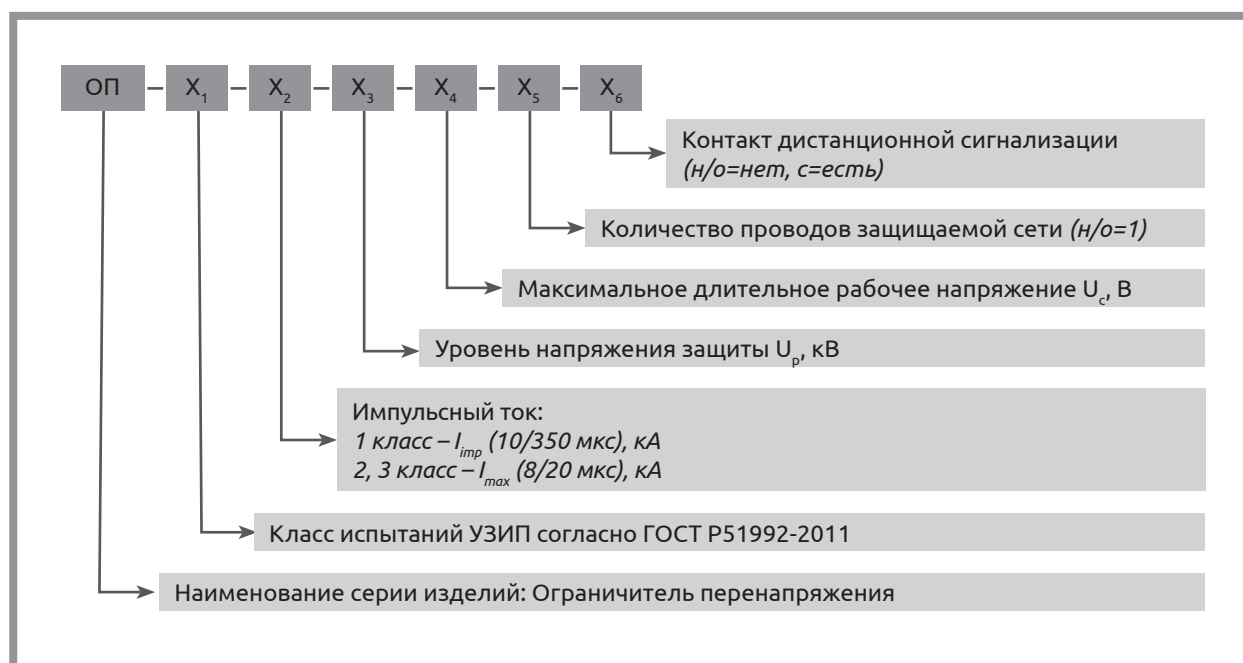 ОП – X₁ – X₂ – X₃ – X₄ – X₅ – X₆
Контакт дистанционной сигнализации
(н/о=нет, с=есть)
Количество проводов защищаемой сети (н/о=1)
Максимальное длительное рабочее напряжение U꜀, В
Уровень напряжения защиты Uₚ, кВ
Импульсный ток:
1 класс – Iimp (10/350 мкс), кА
2, 3 класс – Imax (8/20 мкс), кА
Класс испытаний УЗИП согласно ГОСТ Р51992-2011
Наименование серии изделий: Ограничитель перенапряжения